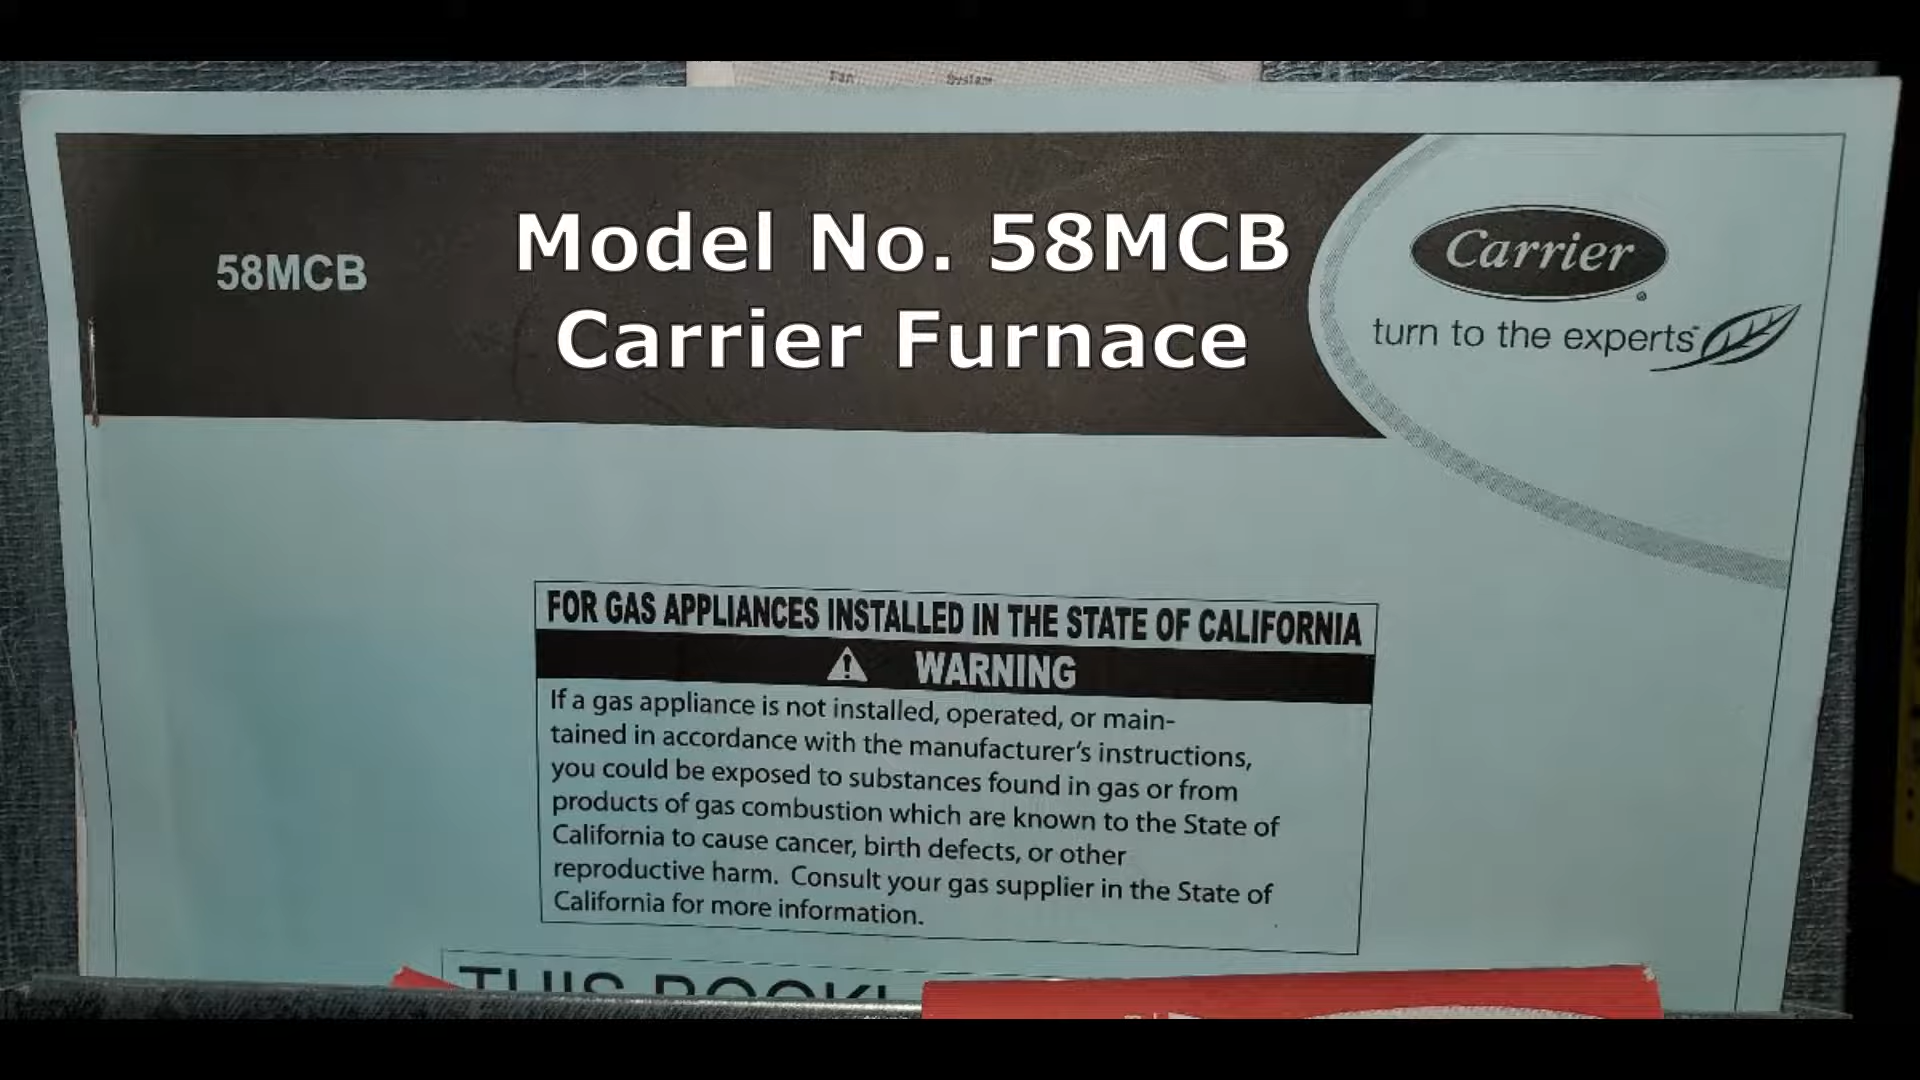 Fan System
58MCB
Model No. 58MCB
Carrier Furnace
Carrier
turn to the experts
FOR GAS APPLIANCES INSTALLED IN THE STATE OF CALIFORNIA
WARNING
If a gas appliance is not installed, operated, or main-
tained in accordance with the manufacturer's instructions,
you could be exposed to substances found in gas or from
products of gas combustion which are known to the State of
California to cause cancer, birth defects, or other
reproductive harm. Consult your gas supplier in the State of
California for more information.
THIS